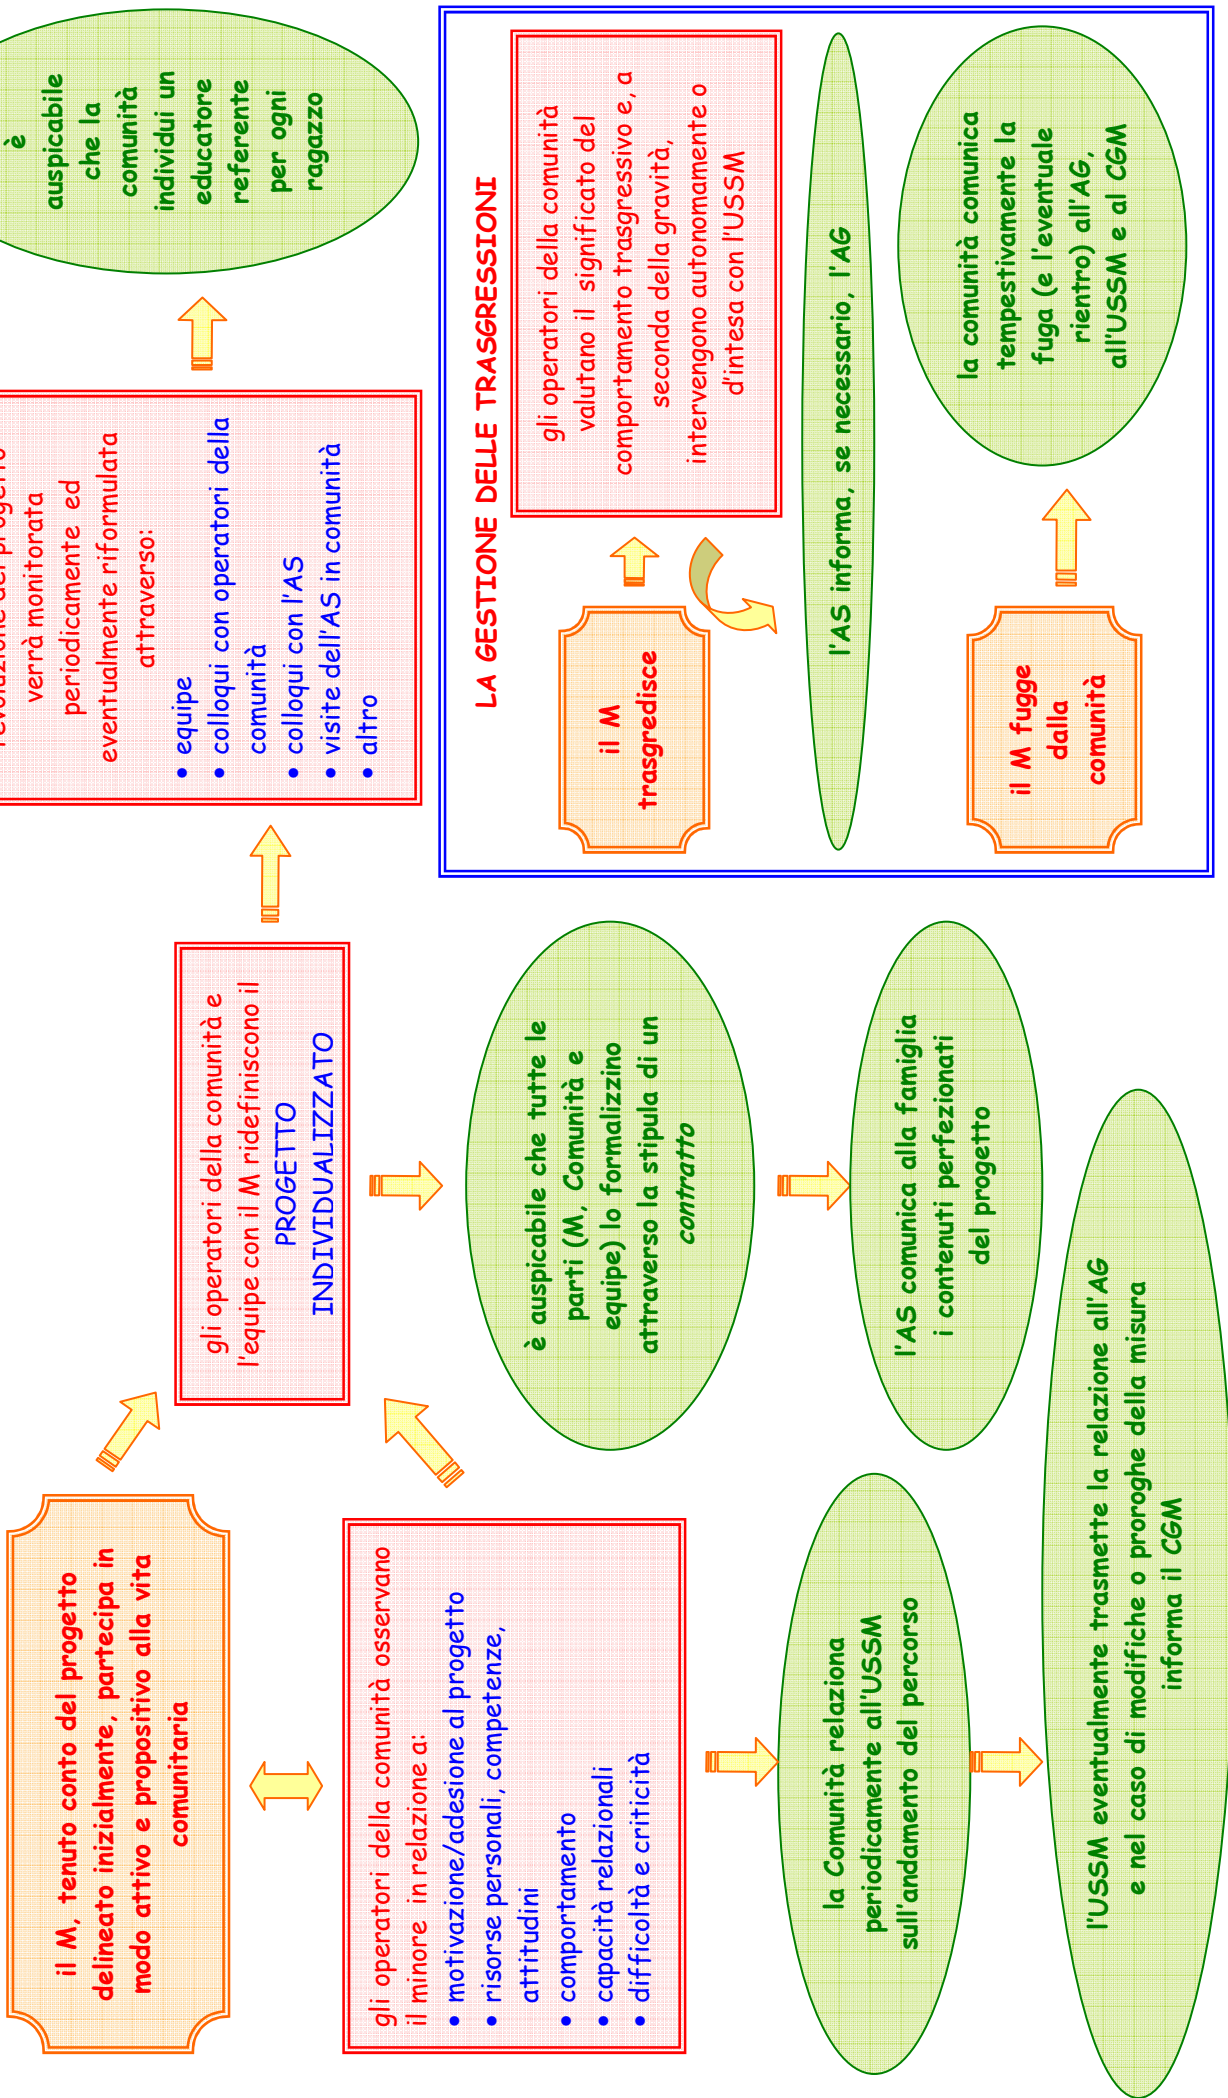 il M, tenuto conto del progetto
delineato inizialmente, partecipa in
modo attivo e propositivo alla vita
comunitaria
gli operatori della comunità osservano
il minore in relazione a:
• motivazione/adesione al progetto
• risorse personali, competenze,
attitudini
• comportamento
• capacità relazionali
• difficoltà e criticità
la Comunità relaziona
periodicamente all'USSM
sull'andamento del percorso
l'USSM eventualmente trasmette la relazione all'AG
e nel caso di modifiche o proroghe della misura
informa il CGM
gli operatori della comunità e
l'equipe con il M ridefiniscono il
PROGETTO
INDIVIDUALIZZATO
è auspicabile che tutte le
parti (M, Comunità e
equipe) lo formalizzino
attraverso la stipula di un
contratto
l'AS comunica alla famiglia
i contenuti perfezionati
del progetto
verrà monitorata
periodicamente ed
eventualmente riformulata
attraverso:
• equipe
• colloqui con operatori della
comunità
• colloqui con l'AS
• visite dell'AS in comunità
• altro
è
auspicabile
che la
comunità
individui un
educatore
referente
per ogni
ragazzo
LA GESTIONE DELLE TRASGRESSIONI
il M
trasgredisce
gli operatori della comunità
valutano il significato del
comportamento trasgressivo e, a
seconda della gravità,
intervengono autonomamente o
d'intesa con l'USSM
l'AS informa, se necessario, l'AG
il M fugge
dalla
comunità
la comunità comunica
tempestivamente la
fuga (e l'eventuale
rientro) all'AG,
all'USSM e al CGM